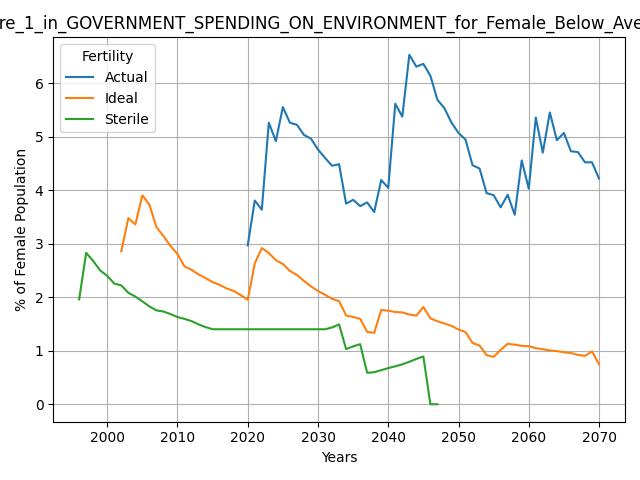 re_1_in_GOVERNMENT_SPENDING_ON_ENVIRONMENT_for_Female_Below_Ave
Fertility
Actual
Ideal
Sterile
% of Female Population
6
5
4
3
2
1
0
2000 2010 2020 2030 2040 2050 2060 2070
Years